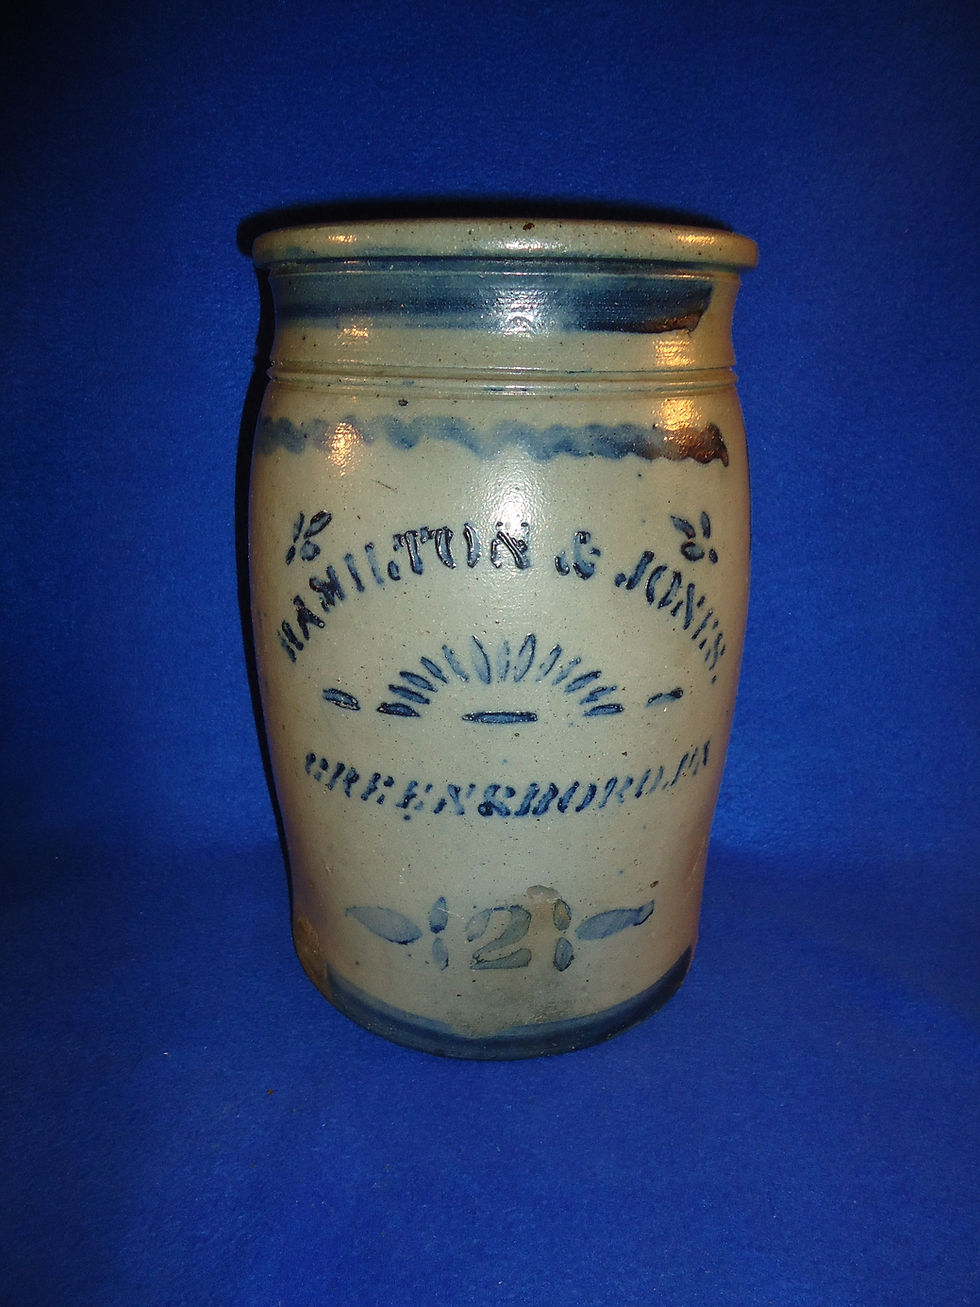 HAMILTON & JONES.
GREENSBORO, PA
2